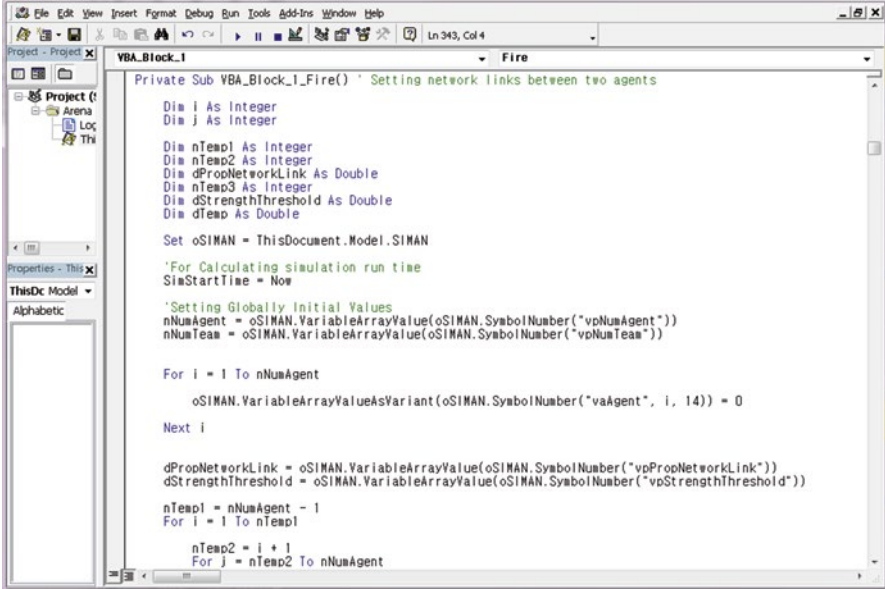 File Edit View Insert Format Debug Run Tools Add-Ins Window Help
Ln 343, Col 4
Project - Project
VBA_Block_1
Fire
Project (
Arena
Properties - This
ThisDc Model
Alphabetic
Private Sub VBA_Block_1_Fire() ' Setting network links between two agents
Dim i As Integer
Dim j As Integer
Dim nTemp1 As Integer
Dim nTemp2 As Integer
Dim dPropNetworkLink As Double
Dim nTemp3 As Integer
Dim dStrengthThreshold As Double
Dim dTemp As Double
Set oSIMAN = ThisDocument.Model.SIMAN
'For Calculating simulation run time
SimStartTime = Now
'Setting Globally Initial Values
nNumAgent = oSIMAN.VariableArrayValue(oSIMAN.SymbolNumber("vpNumAgent"))
nNumTeam = oSIMAN.VariableArrayValue(oSIMAN.SymbolNumber("vpNumTeam"))
For i = 1 To nNumAgent
oSIMAN.VariableArrayValueAsVariant(oSIMAN.SymbolNumber("vaAgent", i, 14)) = 0
Next i
dPropNetworkLink = oSIMAN.VariableArrayValue(oSIMAN.SymbolNumber("vpPropNetworkLink"))
dStrengthThreshold = oSIMAN.VariableArrayValue(oSIMAN.SymbolNumber("vpStrengthThreshold"))
nTemp1 = nNumAgent - 1
For i = 1 To nTemp1
nTemp2 = i + 1
For j = nTemp2 To nNumAgent